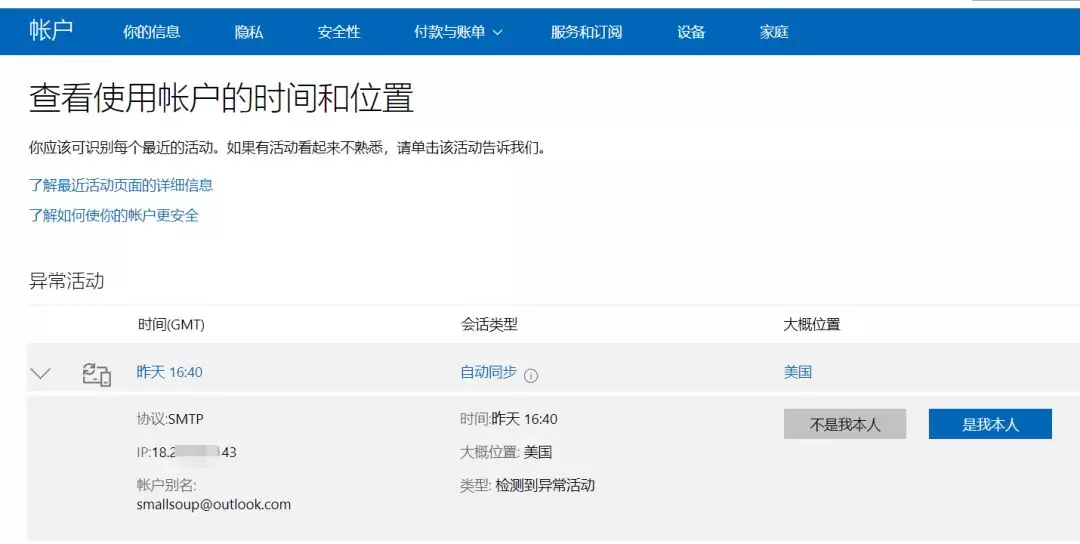 帐户 你的信息 隐私 安全性 付款与账单 服务和订阅 设备 家庭
查看使用帐户的时间和位置
你应该可识别每个最近的活动。如果有活动看起来不熟悉，请单击该活动告诉我们。
了解最近活动页面的详细信息
了解如何使你的帐户更安全
异常活动
时间(GMT) 会话类型 大概位置
昨天 16:40 自动同步 美国
协议:SMTP 时间:昨天 16:40 不是我本人 是我本人
IP:18.2 43 大概位置: 美国
帐户别名: 类型: 检测到异常活动
smallsoup@outlook.com